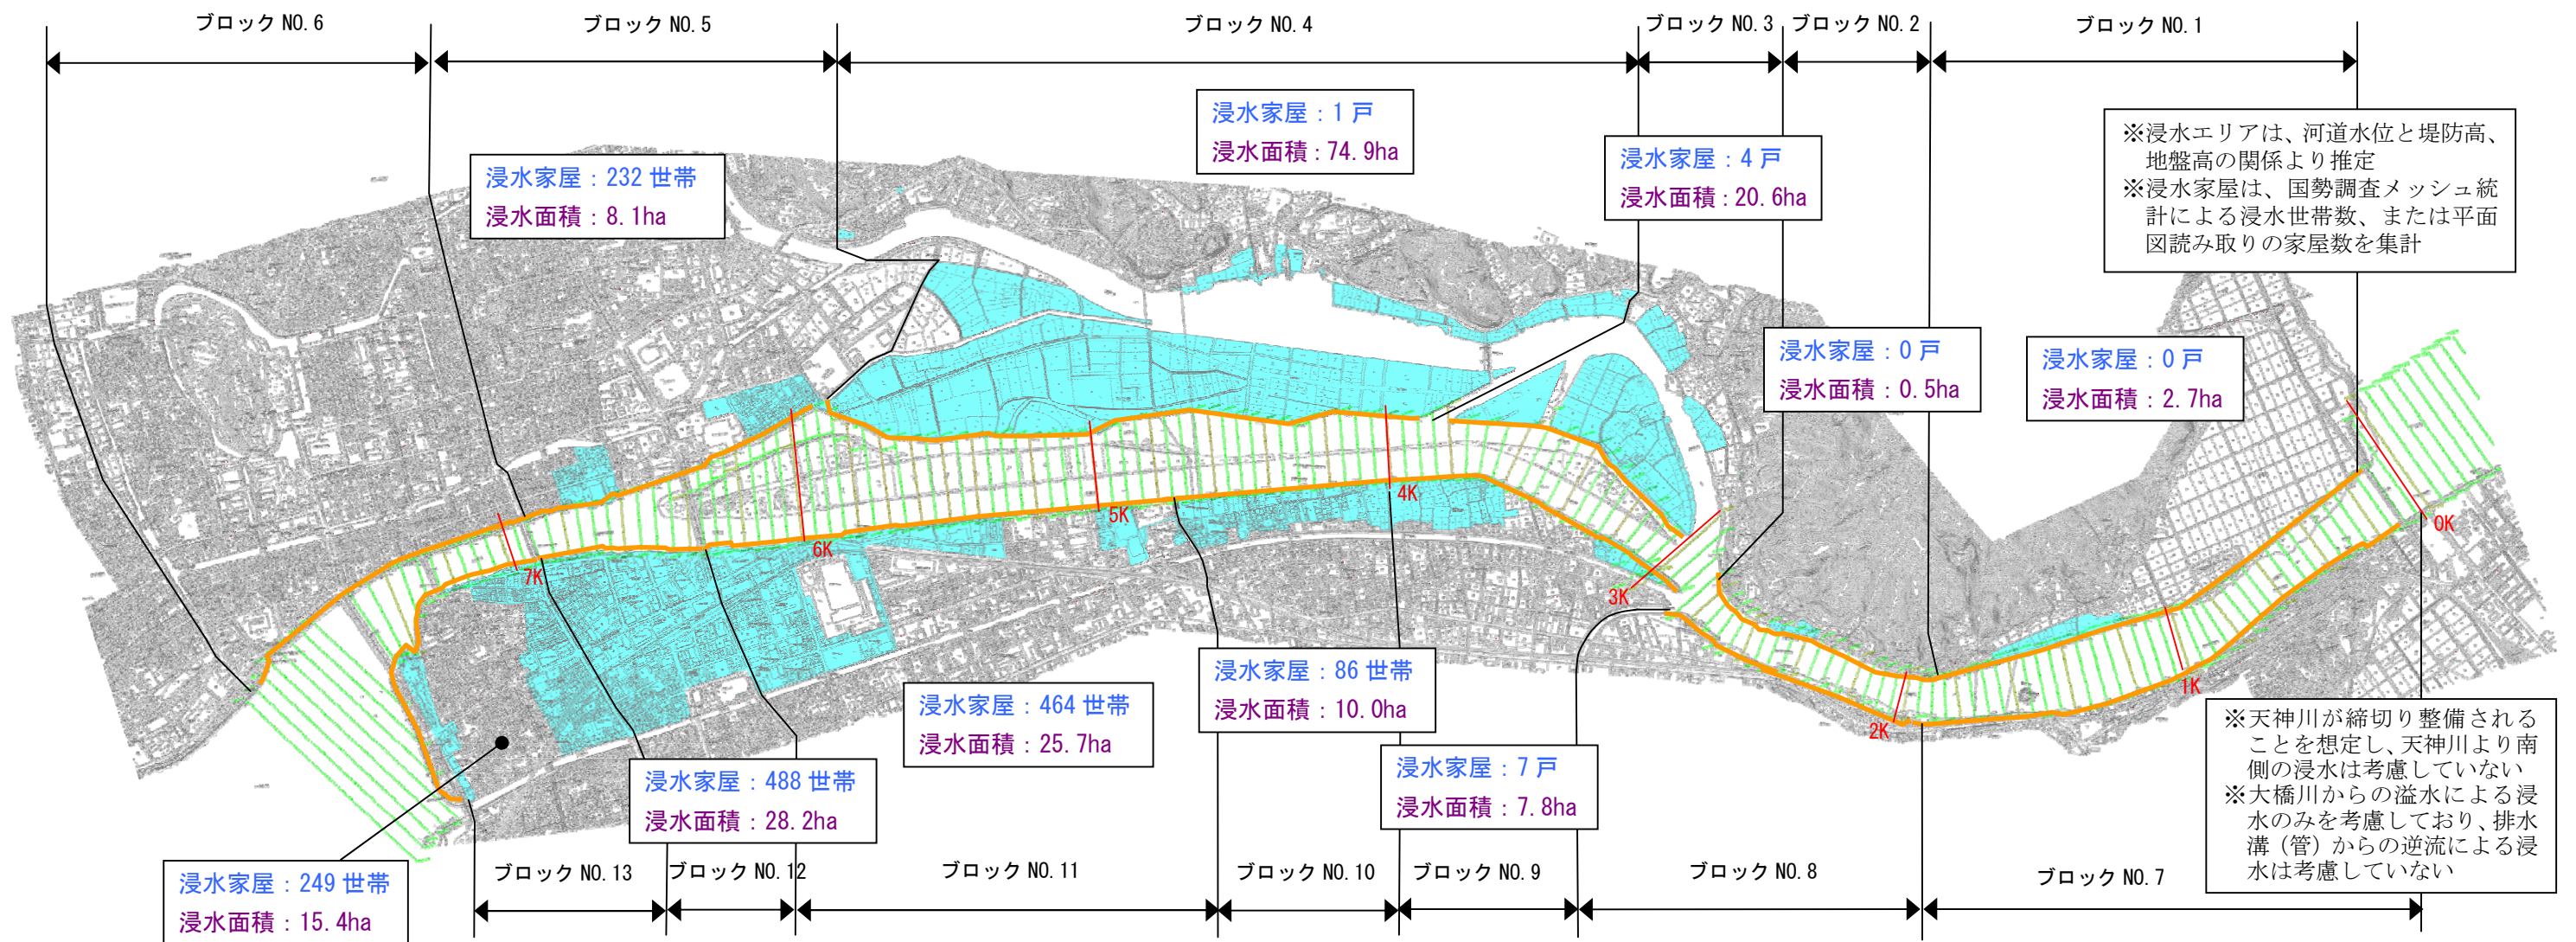 ブロック NO. 6
ブロック NO. 5
ブロック NO. 4
ブロック NO. 3
ブロック NO. 2
ブロック NO. 1
浸水家屋：232 世帯
浸水面積：8.1ha
浸水家屋：1 戸
浸水面積：74.9ha
浸水家屋：4 戸
浸水面積：20.6ha
※浸水エリアは、河道水位と堤防高、
地盤高の関係より推定
※浸水家屋は、国勢調査メッシュ統
計による浸水世帯数、または平面
図読み取りの家屋数を集計
浸水家屋：0 戸
浸水面積：0.5ha
浸水家屋：0 戸
浸水面積：2.7ha
7K
6K
5K
4K
3K
2K
1K
0K
浸水家屋：249 世帯
浸水面積：15.4ha
浸水家屋：488 世帯
浸水面積：28.2ha
浸水家屋：464 世帯
浸水面積：25.7ha
浸水家屋：86 世帯
浸水面積：10.0ha
浸水家屋：7 戸
浸水面積：7.8ha
※天神川が締切り整備される
ことを想定し、天神川より南
側の浸水は考慮していない
※大橋川からの溢水による浸
水のみを考慮しており、排水
溝（管）からの逆流による浸
水は考慮していない
ブロック NO. 13
ブロック NO. 12
ブロック NO. 11
ブロック NO. 10
ブロック NO. 9
ブロック NO. 8
ブロック NO. 7